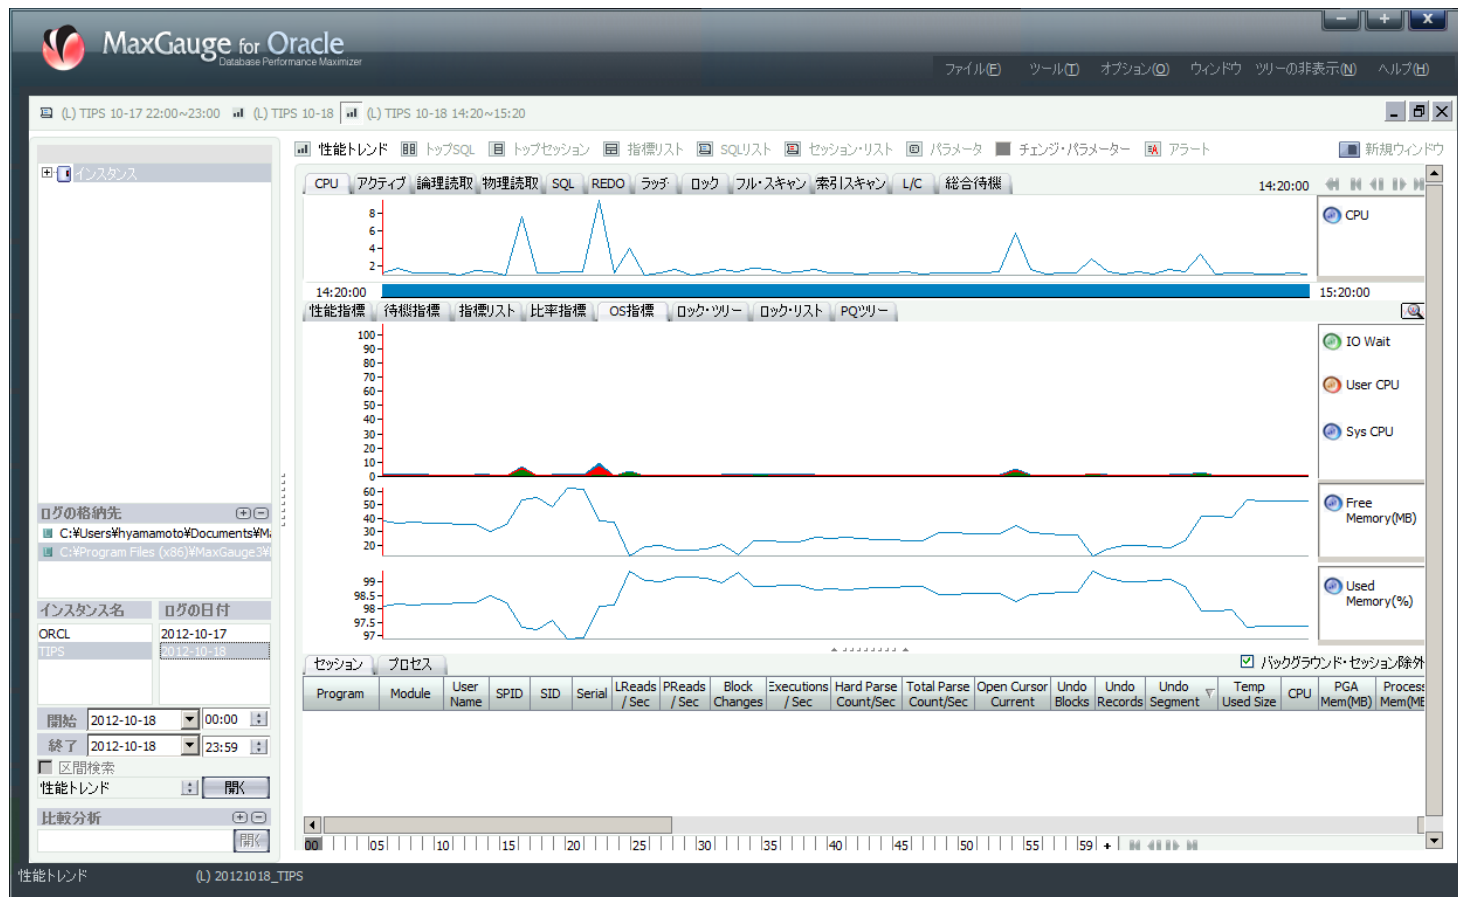 MaxGauge for Oracle
Database Performance Maximizer
ファイル(F) ツール(T) オプション(O) ウィンドウ ツリーの非表示(N) ヘルプ(H)
(L) TIPS 10-17 22:00~23:00 (L) TIPS 10-18 (L) TIPS 10-18 14:20~15:20
性能トレンド トップSQL トップセッション 指標リスト SQLリスト セッション・リスト パラメータ チェンジ・パラメーター アラート 新規ウィンドウ
インスタンス
CPU アクティブ 論理読取 物理読取 SQL REDO ラッチ ロック フル・スキャン 索引スキャン L/C 総合待機 14:20:00
8
6
4
2
CPU
14:20:00 15:20:00
性能指標 待機指標 指標リスト 比率指標 OS指標 ロック・ツリー ロック・リスト PQツリー
100
90
80
70
60
50
40
30
20
10
0
IO Wait
User CPU
Sys CPU
60
50
40
30
20
Free
Memory(MB)
99
98.5
98
97.5
97
Used
Memory(%)
ログの格納先
C:¥Users¥hyamamoto¥Documents¥M
C:¥Program Files (x86)¥MaxGauge3¥
インスタンス名 ログの日付
ORCL 2012-10-17
TIPS 2012-10-18
開始 2012-10-18 00:00
終了 2012-10-18 23:59
区間検索
性能トレンド 開く
比較分析
開く
セッション プロセス バックグラウンド・セッション除外
Program Module User Name SPID SID Serial LReads / Sec PReads / Sec Block Changes Executions / Sec Hard Parse Count/Sec Total Parse Count/Sec Open Cursor Current Undo Blocks Undo Records Undo Segment Temp Used Size CPU PGA Mem(MB) Process Mem(ME
00 05 10 15 20 25 30 35 40 45 50 55 59 +
性能トレンド (L) 20121018_TIPS